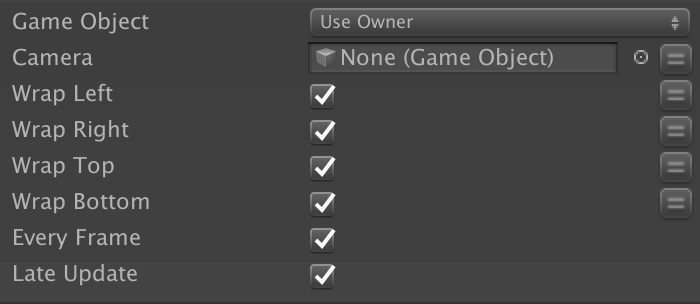 Game Object Use Owner
Camera None (Game Object)
Wrap Left
Wrap Right
Wrap Top
Wrap Bottom
Every Frame
Late Update